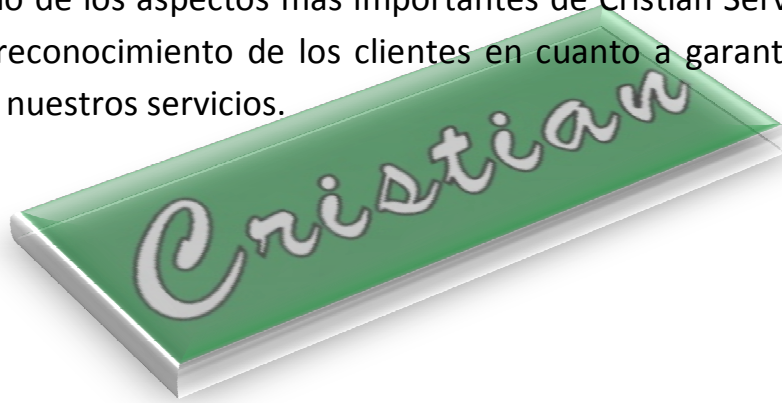 de los aspectos más importantes de Cristian
reconocimiento de los clientes en cuanto a
nuestros servicios.
Cristian